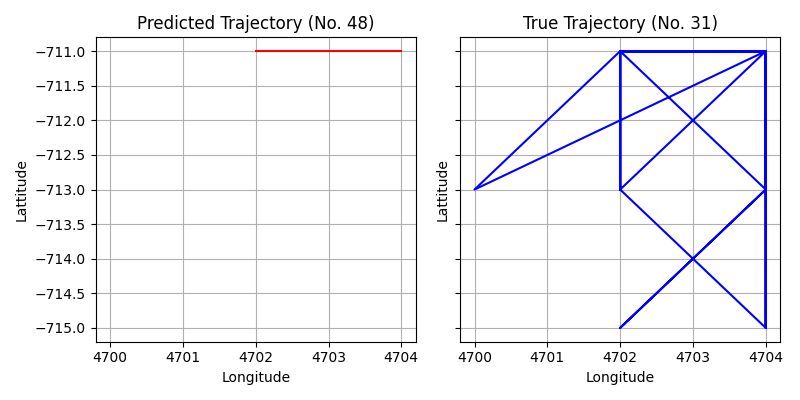 Predicted Trajectory (No. 48)
True Trajectory (No. 31)
Lattitude
−711.0
−711.5
−712.0
−712.5
−713.0
−713.5
−714.0
−714.5
−715.0
4700 4701 4702 4703 4704
Longitude
Lattitude
4700 4701 4702 4703 4704
Longitude